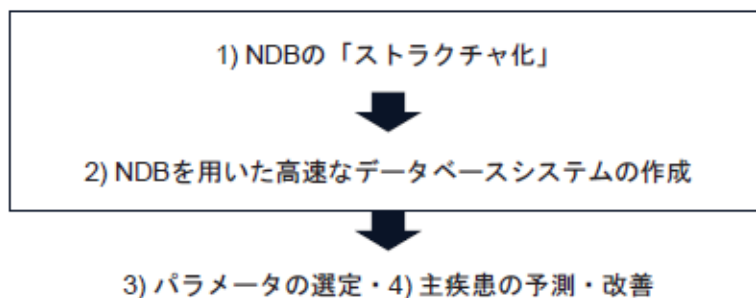 1) NDBの「ストラクチャ化」
2) NDBを用いた高速なデータベースシステムの作成
3) パラメータの選定・4) 主疾患の予測・改善